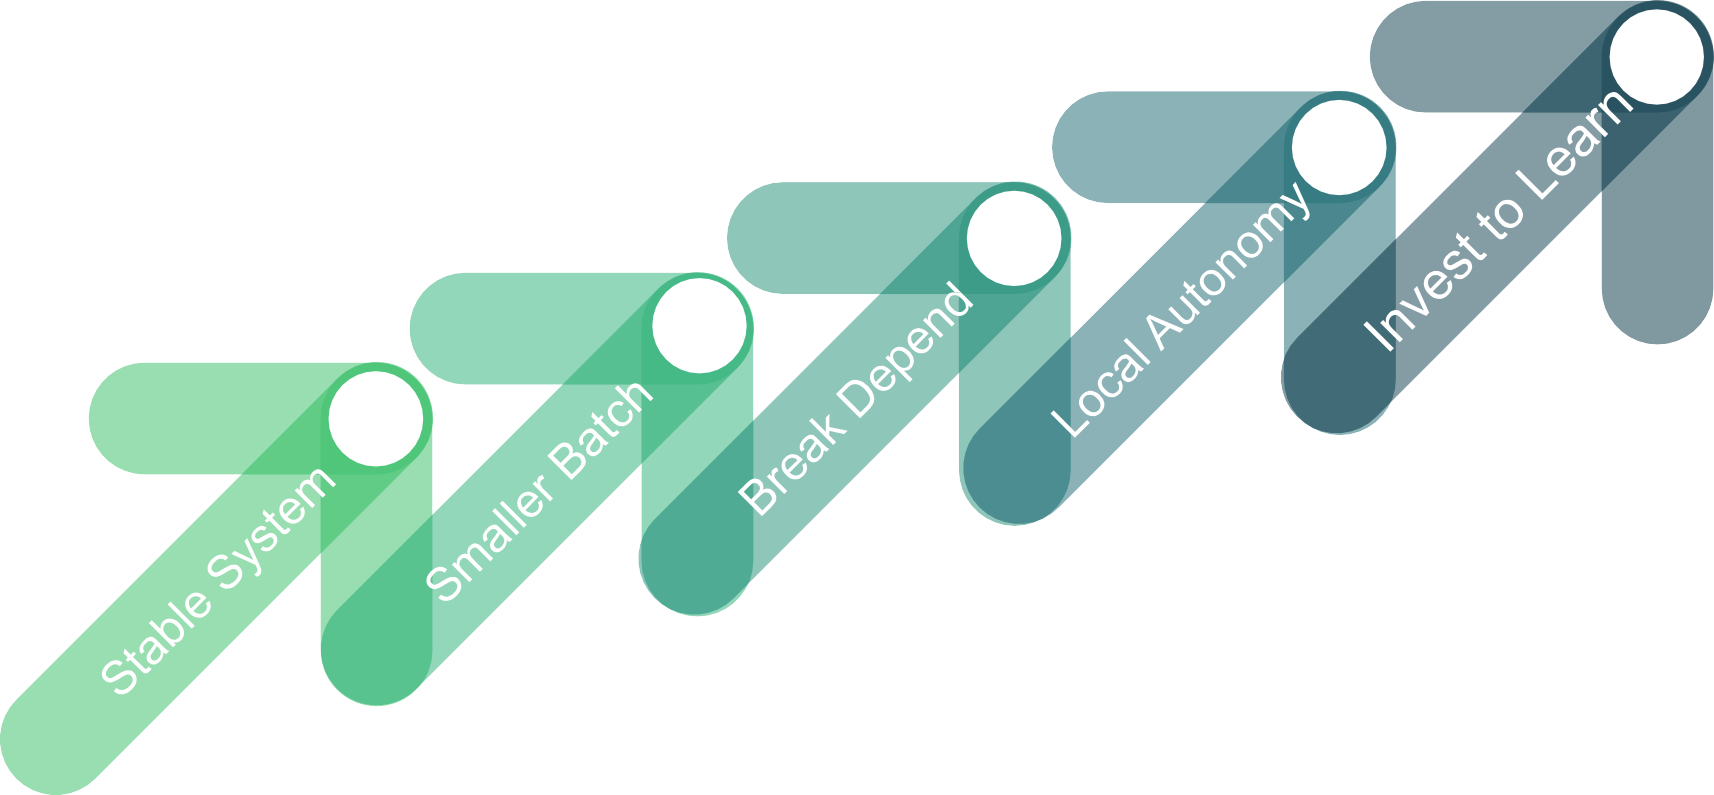 Stable System
Smaller Batch
Break Depend
Local Autonomy
Invest to Learn